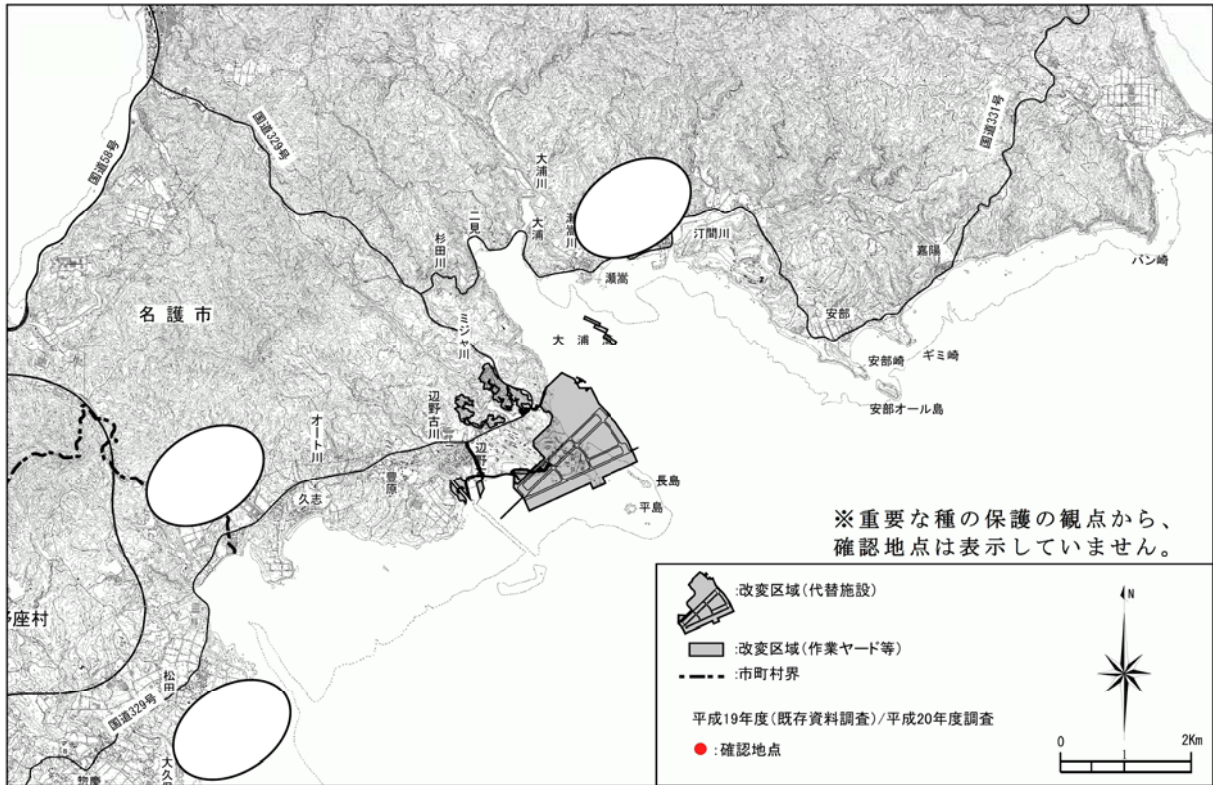 国道58号
国道329号
国道331号
大浦川
大浦
二見
杉田川
瀬嵩川
汀間川
瀬嵩
嘉陽
バン崎
安部
安部崎
ギミ崎
安部オール島
名護市
ミジャ川
大浦
辺野古川
辺野
オート川
久志
豊原
長島
平島
※重要な種の保護の観点から、
確認地点は表示していません。
座村
松田
国道329号
大久
惣慶
:改変区域(代替施設)
:改変区域(作業ヤード等)
:市町村界
平成19年度(既存資料調査)/平成20年度調査
:確認地点
N
0 1 2Km